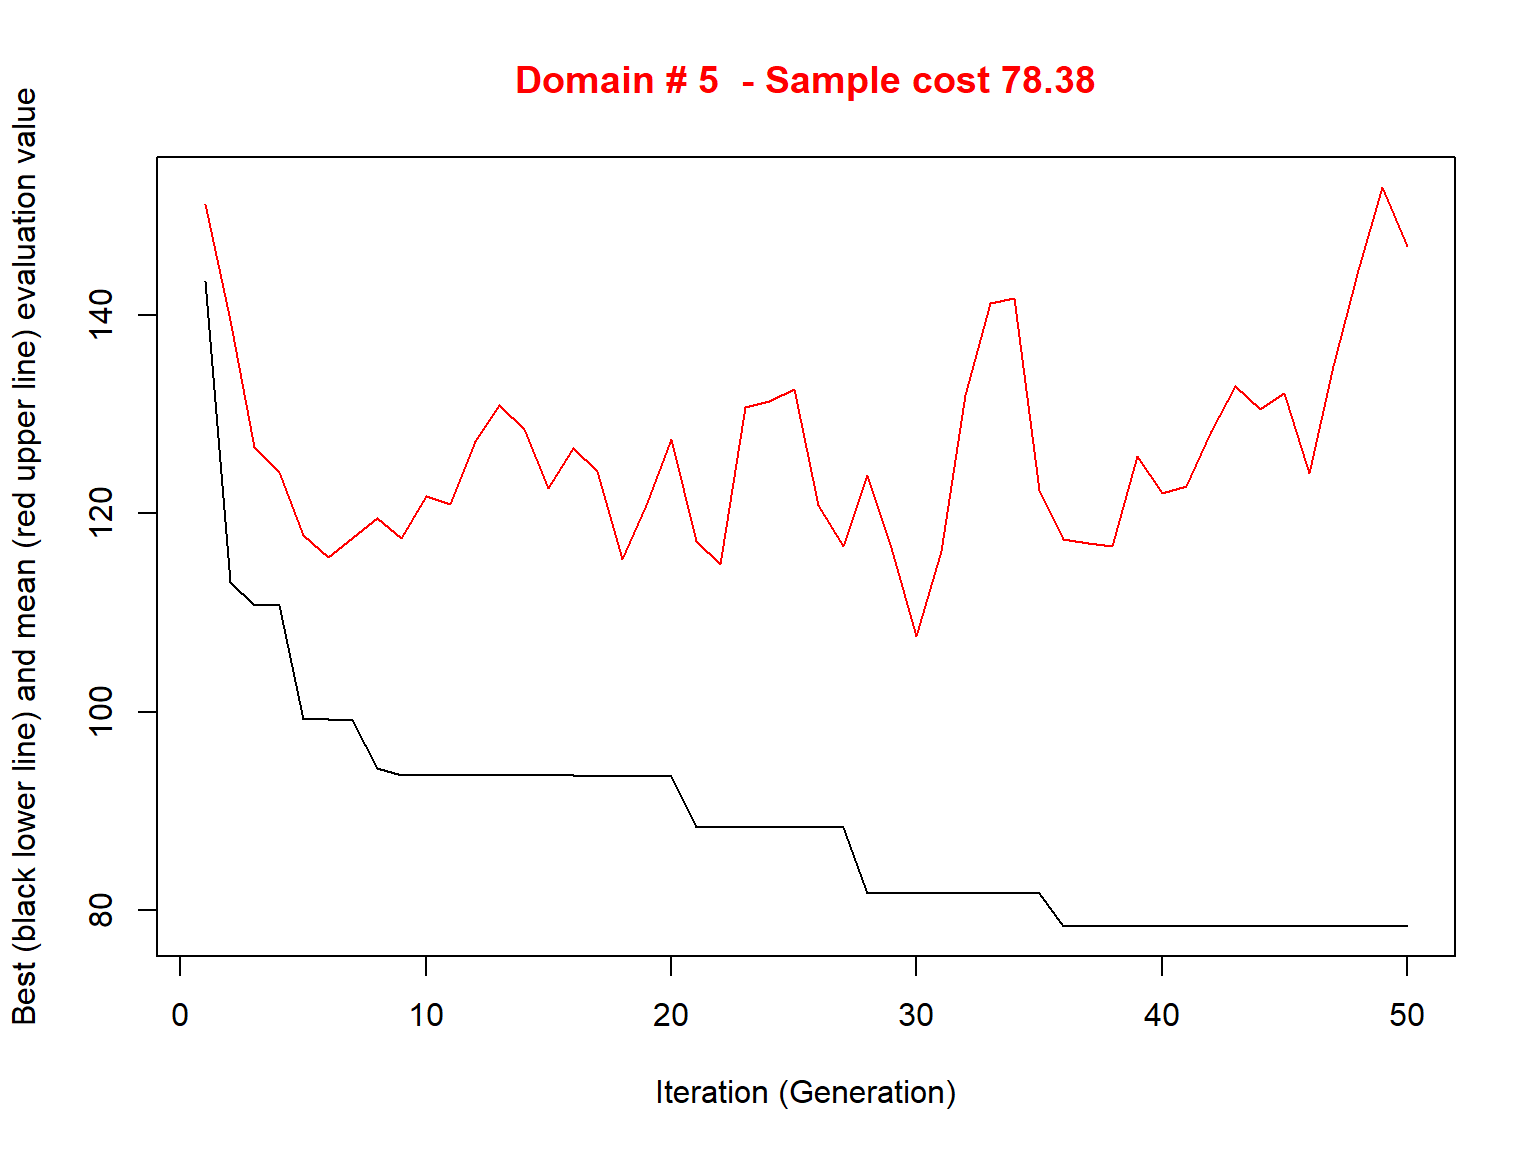 Domain # 5  - Sample cost 78.38
Best (black lower line) and mean (red upper line) evaluation value
140
120
100
80
0 10 20 30 40 50
Iteration (Generation)